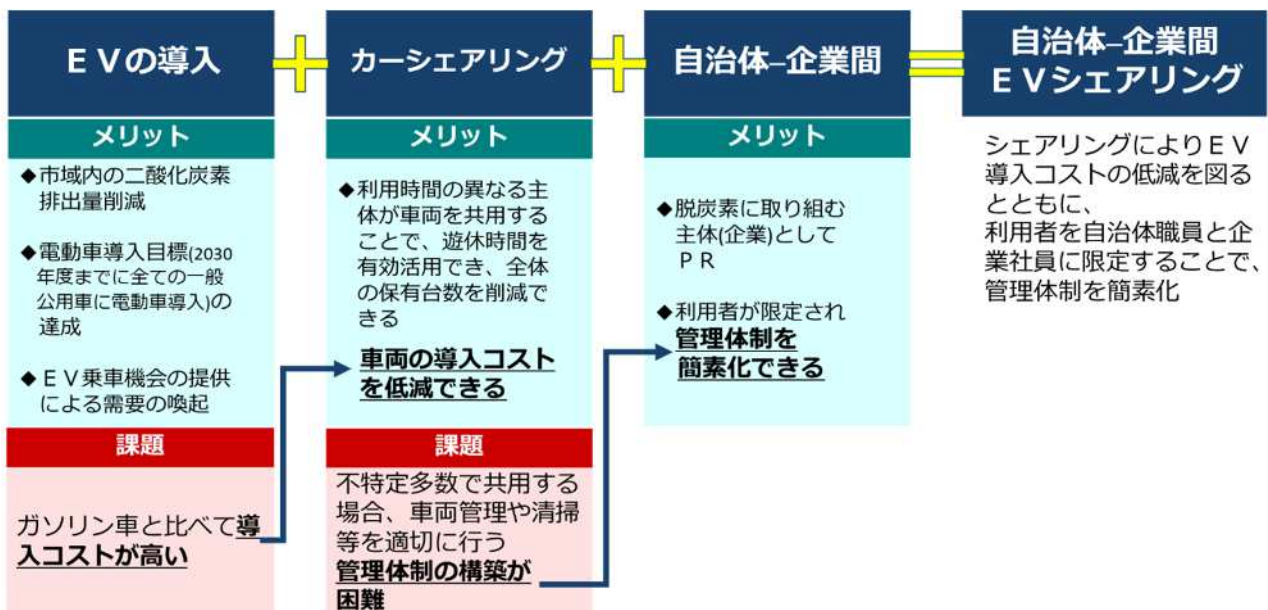 ＥＶの導入
メリット
◆市域内の二酸化炭素
排出量削減
◆電動車導入目標(2030
年度までに全ての一般
公用車に電動車導入)の
達成
◆ＥＶ乗車機会の提供
による需要の喚起
課題
ガソリン車と比べて導
入コストが高い
＋
カーシェアリング
メリット
◆利用時間の異なる主
体が車両を共用する
ことで、遊休時間を
有効活用でき、全体
の保有台数を削減で
きる
車両の導入コスト
を低減できる
課題
不特定多数で共用する
場合、車両管理や清掃
等を適切に行う
管理体制の構築が
困難
＋
自治体–企業間
メリット
◆脱炭素に取り組む
主体(企業)として
ＰＲ
◆利用者が限定され
管理体制を
簡素化できる
＝
自治体–企業間
ＥＶシェアリング
シェアリングによりＥＶ
導入コストの低減を図る
とともに、
利用者を自治体職員と企
業社員に限定することで、
管理体制を簡素化